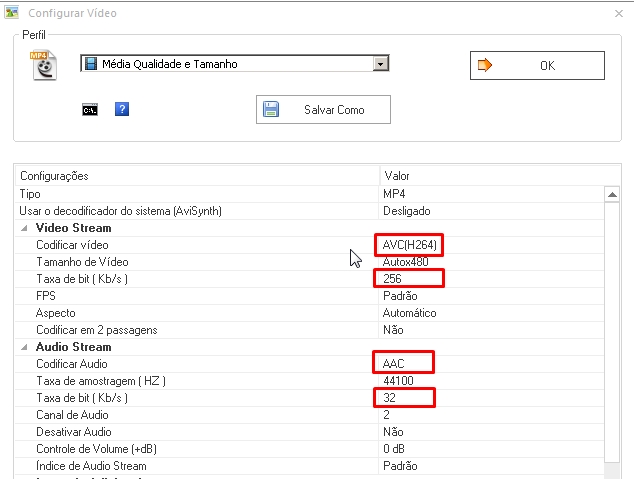 Configurar Vídeo
Perfil
MP4
Média Qualidade e Tamanho
OK
C:\.
?
Salvar Como
Configurações Valor
Tipo MP4
Usar o decodificador do sistema (AviSynth) Desligado
Video Stream
Codificar vídeo AVC(H264)
Tamanho de Vídeo Autox480
Taxa de bit ( Kb/s ) 256
FPS Padrão
Aspecto Automático
Codificar em 2 passagens Não
Audio Stream
Codificar Audio AAC
Taxa de amostragem ( HZ ) 44100
Taxa de bit ( Kb/s ) 32
Canal de Audio 2
Desativar Audio Não
Controle de Volume (+dB) 0 dB
Índice de Audio Stream Padrão